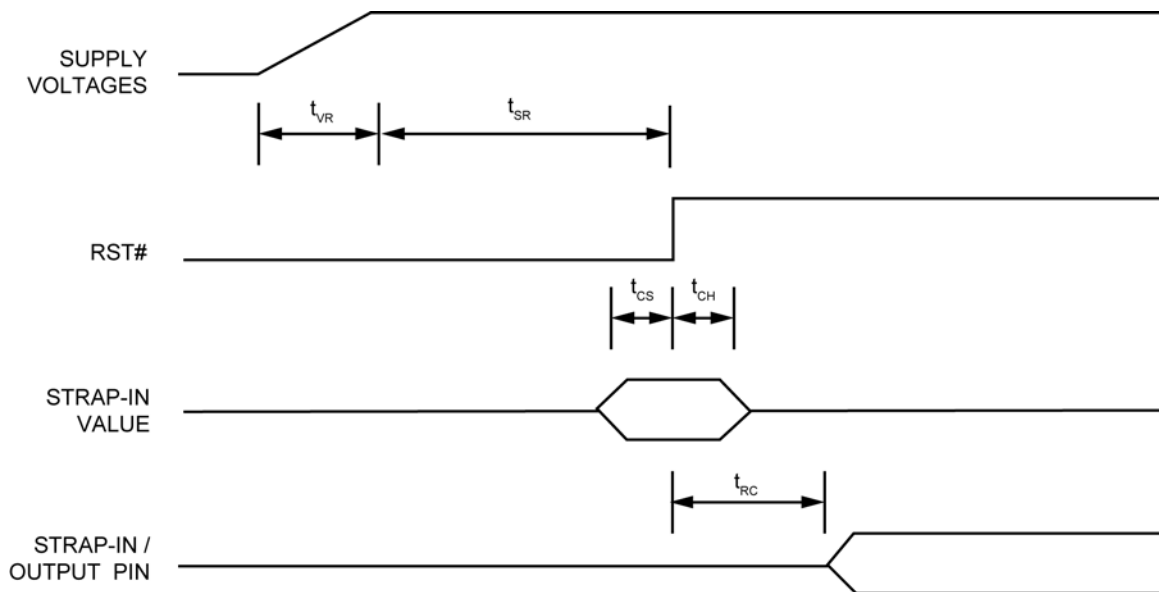 SUPPLY
VOLTAGES
tVR
tSR
RST#
tCS
tCH
STRAP-IN
VALUE
tRC
STRAP-IN /
OUTPUT PIN